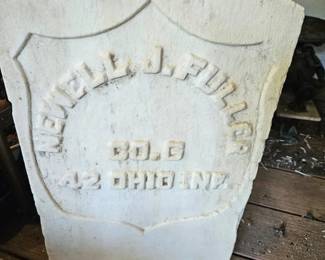 NEWELL J. FULLER
CO. G
42 OHIO INF.